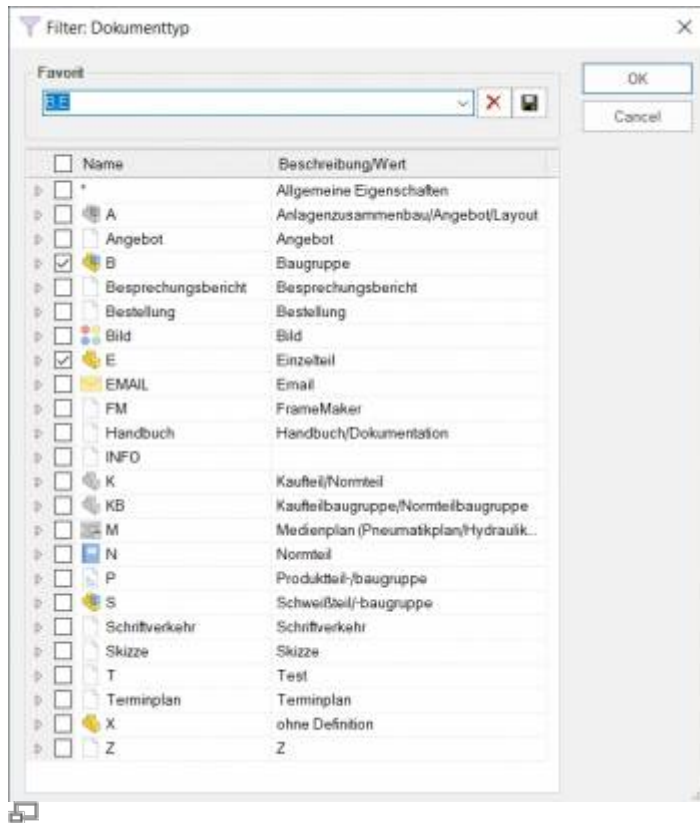 Filter: Dokumenttyp
Favorit
B;E
OK
Cancel
Name Beschreibung/Wert
* Allgemeine Eigenschaften
A Anlagenzusammenbau/Angebot/Layout
Angebot Angebot
B Baugruppe
Besprechungsbericht Besprechungsbericht
Bestellung Bestellung
Bild Bild
E Einzelteil
EMAIL Email
FM FrameMaker
Handbuch Handbuch/Dokumentation
INFO
K Kaufteil/Normteil
KB Kaufteilbaugruppe/Normteilbaugruppe
M Medienplan (Pneumatikplan/Hydraulik...
N Normteil
P Produktteil-/baugruppe
S Schweißteil/-baugruppe
Schriftverkehr Schriftverkehr
Skizze Skizze
T Test
Terminplan Terminplan
X ohne Definition
Z Z